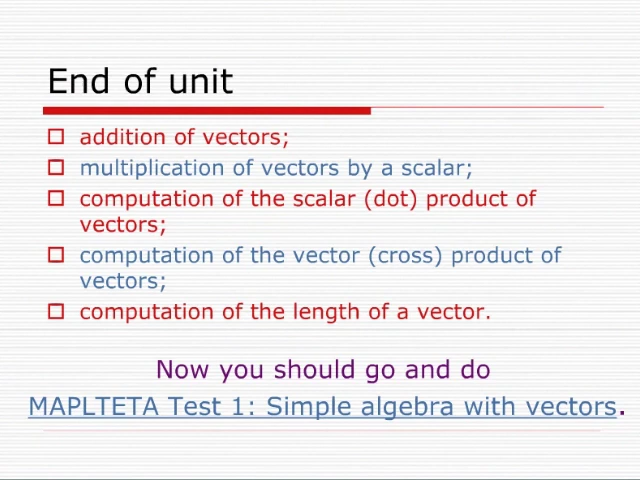 End of unit
addition of vectors;
multiplication of vectors by a scalar;
computation of the scalar (dot) product of
vectors;
computation of the vector (cross) product of
vectors;
computation of the length of a vector.
Now you should go and do
MAPLTETA Test 1: Simple algebra with vectors.